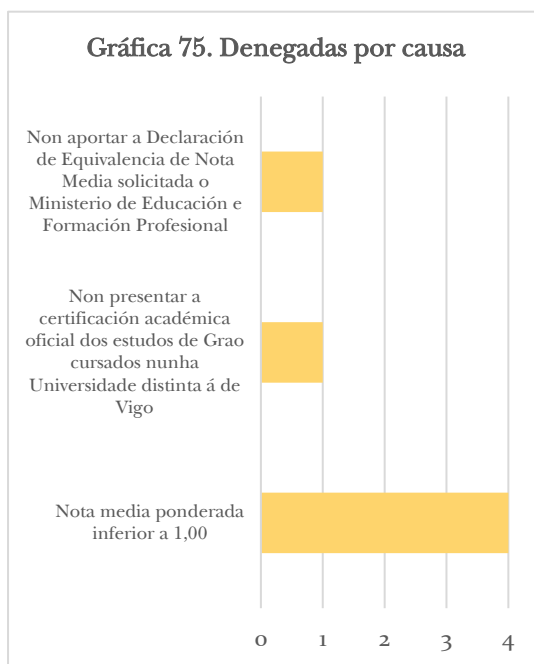 Gráfica 75. Denegadas por causa
Non aportar a Declaración
de Equivalencia de Nota
Media solicitada o
Ministerio de Educación e
Formación Profesional
Non presentar a
certificación académica
oficial dos estudos de Grao
cursados nunha
Universidade distinta á de
Vigo
Nota media ponderada
inferior a 1,00
0 1 2 3 4